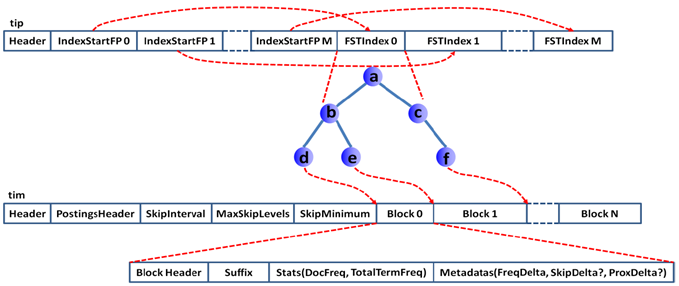 tip
Header IndexStartFP 0 IndexStartFP 1 IndexStartFP M FSTIndex 0 FSTIndex 1 FSTIndex M
a
b c
d e f
tim
Header PostingsHeader SkipInterval MaxSkipLevels SkipMinimum Block 0 Block 1 Block N
Block Header Suffix Stats(DocFreq, TotalTermFreq) Metadatas(FreqDelta, SkipDelta?, ProxDelta?)